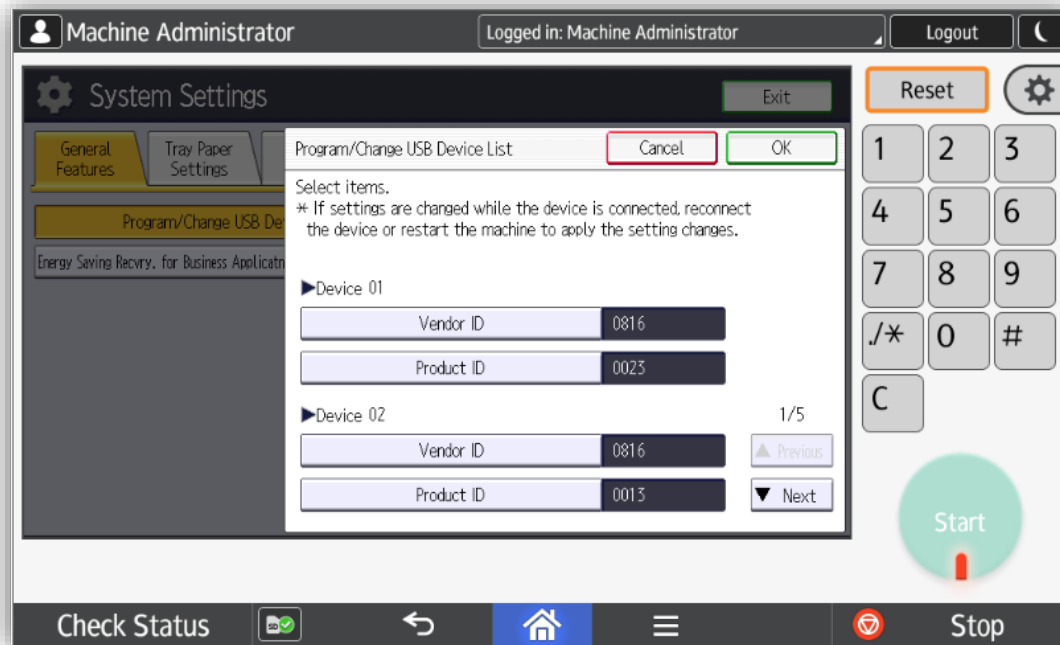 Machine Administrator
Logged in: Machine Administrator
Logout
System Settings
Exit
Reset
General
Features
Tray Paper
Settings
Program/Change USB De
Energy Saving Recvry. for Business Applicatn
Program/Change USB Device List
Cancel
OK
Select items.
* If settings are changed while the device is connected, reconnect
the device or restart the machine to apply the setting changes.
▶Device 01
Vendor ID 0816
Product ID 0023
▶Device 02
1/5
Vendor ID 0816
▲ Previous
Product ID 0013
▼ Next
1 2 3
4 5 6
7 8 9
./* 0 #
C
Start
Check Status
SD
Stop